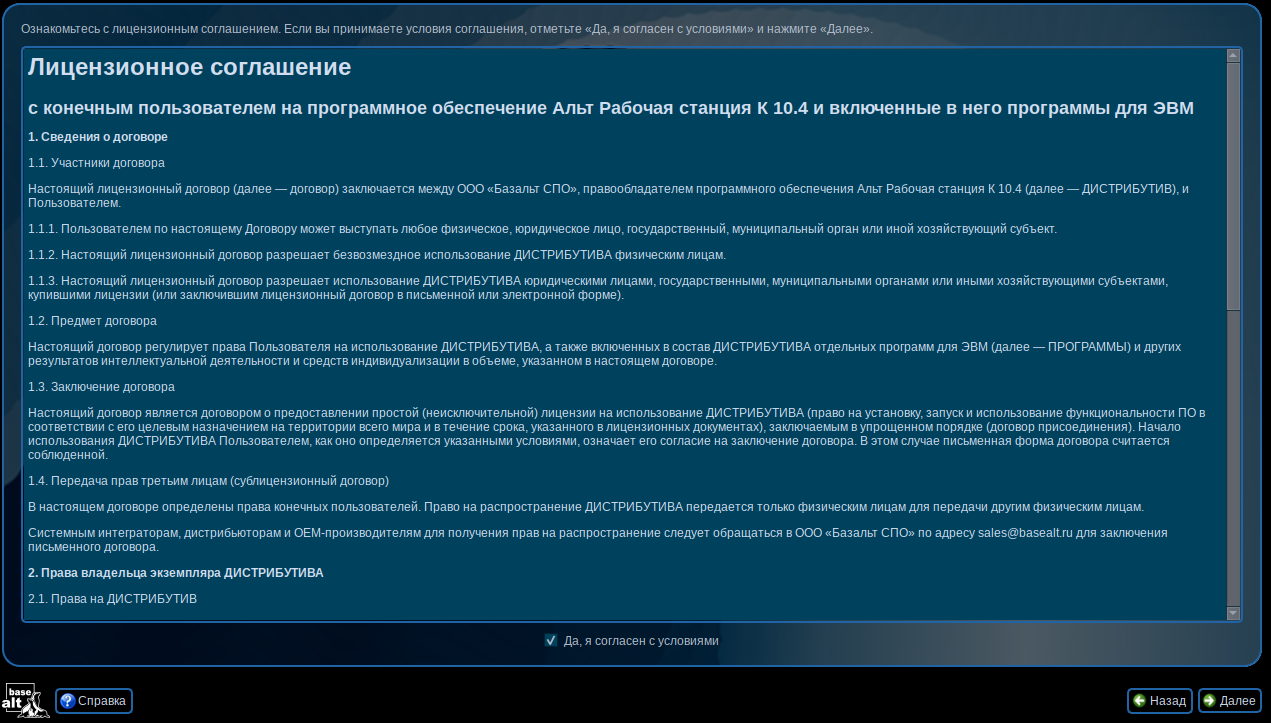 Ознакомьтесь с лицензионным соглашением. Если вы принимаете условия соглашения, отметьте «Да, я согласен с условиями» и нажмите «Далее».
Лицензионное соглашение
с конечным пользователем на программное обеспечение Альт Рабочая станция К 10.4 и включенные в него программы для ЭВМ
1. Сведения о договоре
1.1. Участники договора
Настоящий лицензионный договор (далее — договор) заключается между ООО «Базальт СПО», правообладателем программного обеспечения Альт Рабочая станция К 10.4 (далее — ДИСТРИБУТИВ), и
Пользователем.
1.1.1. Пользователем по настоящему Договору может выступать любое физическое, юридическое лицо, государственный, муниципальный орган или иной хозяйствующий субъект.
1.1.2. Настоящий лицензионный договор разрешает безвозмездное использование ДИСТРИБУТИВА физическим лицам.
1.1.3. Настоящий лицензионный договор разрешает использование ДИСТРИБУТИВА юридическими лицами, государственными, муниципальными органами или иными хозяйствующими субъектами,
купившими лицензии (или заключившим лицензионный договор в письменной или электронной форме).
1.2. Предмет договора
Настоящий договор регулирует права Пользователя на использование ДИСТРИБУТИВА, а также включенных в состав ДИСТРИБУТИВА отдельных программ для ЭВМ (далее — ПРОГРАММЫ) и других
результатов интеллектуальной деятельности и средств индивидуализации в объеме, указанном в настоящем договоре.
1.3. Заключение договора
Настоящий договор является договором о предоставлении простой (неисключительной) лицензии на использование ДИСТРИБУТИВА (право на установку, запуск и использование функциональности ПО в
соответствии с его целевым назначением на территории всего мира и в течение срока, указанного в лицензионных документах), заключаемым в упрощенном порядке (договор присоединения). Начало
использования ДИСТРИБУТИВА Пользователем, как оно определяется указанными условиями, означает его согласие на заключение договора. В этом случае письменная форма договора считается
соблюденной.
1.4. Передача прав третьим лицам (сублицензионный договор)
В настоящем договоре определены права конечных пользователей. Право на распространение ДИСТРИБУТИВА передается только физическим лицам для передачи другим физическим лицам.
Системным интеграторам, дистрибьюторам и OEM-производителям для получения прав на распространение следует обращаться в ООО «Базальт СПО» по адресу sales@basealt.ru для заключения
письменного договора.
2. Права владельца экземпляра ДИСТРИБУТИВА
2.1. Права на ДИСТРИБУТИВ
Да, я согласен с условиями
base
alt
Справка
Назад
Далее